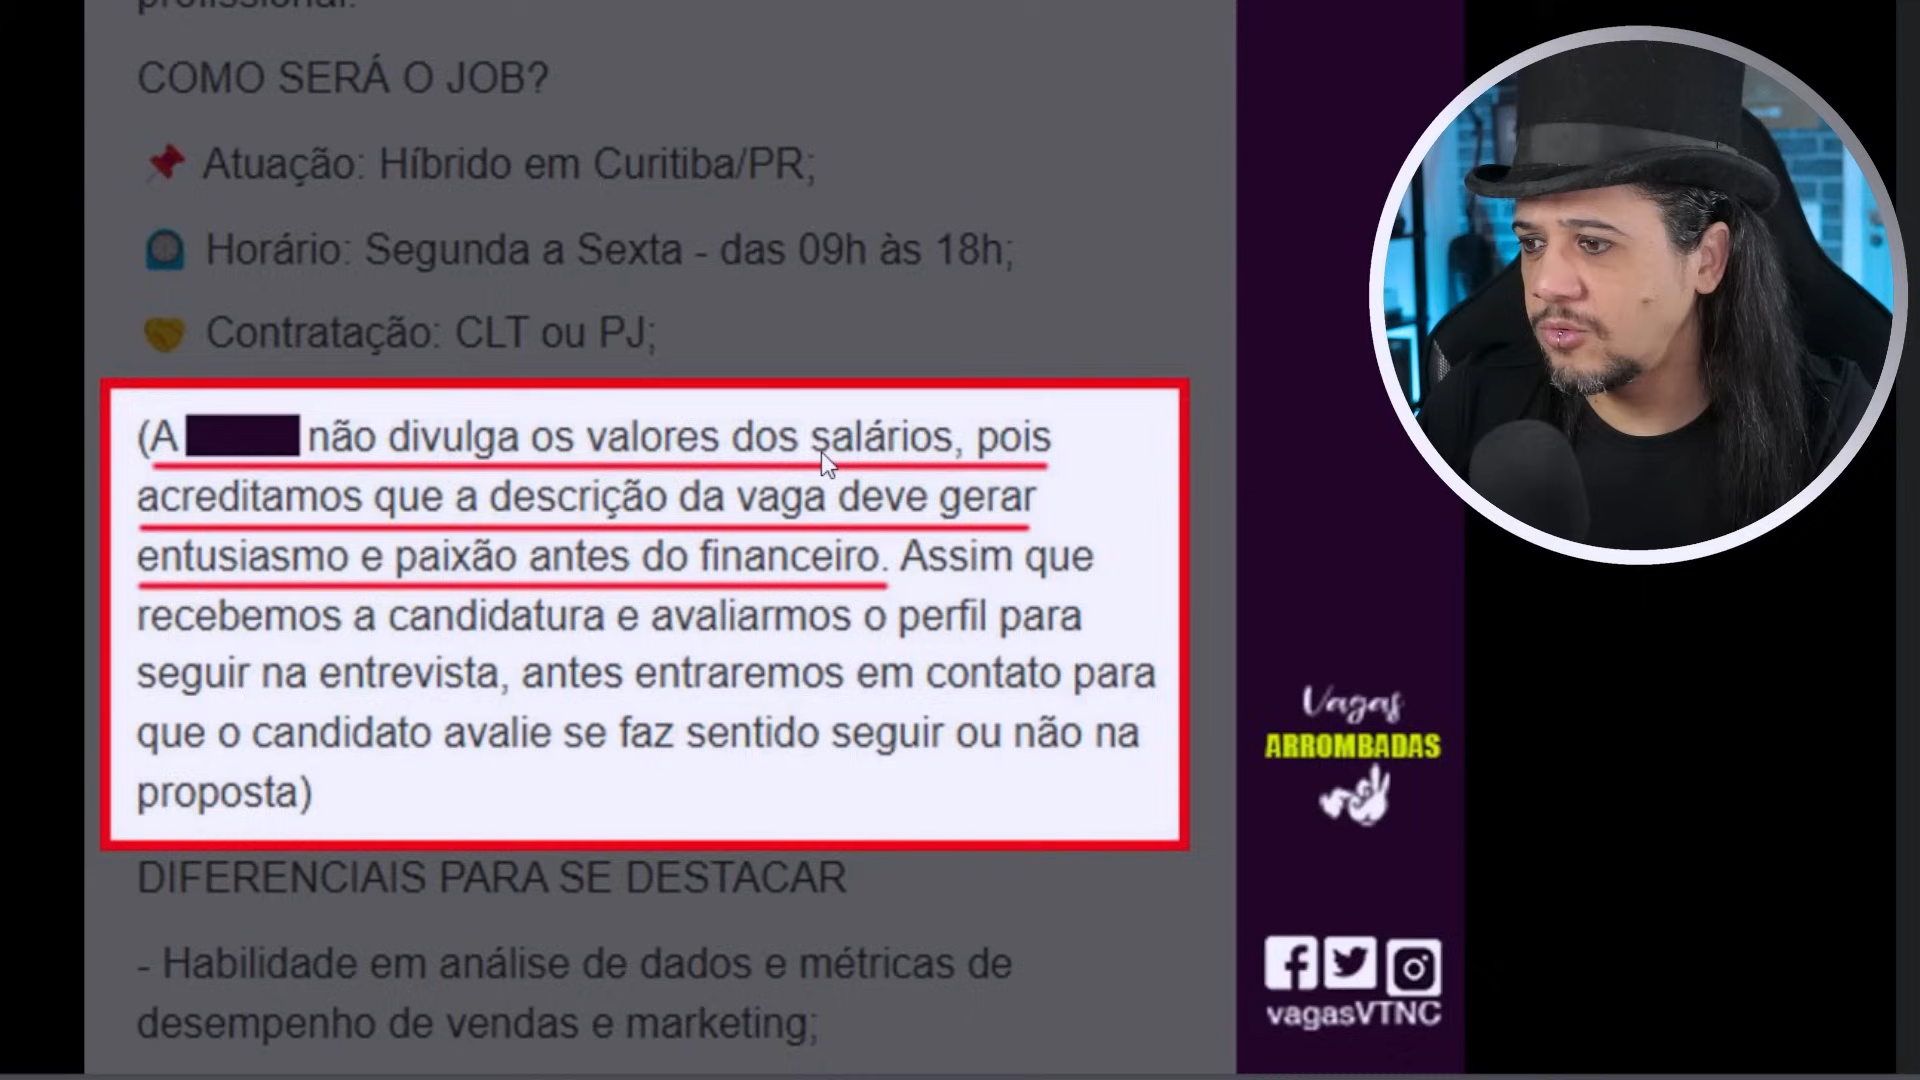 profissional.
COMO SERÁ O JOB?
Atuação: Híbrido em Curitiba/PR;
Horário: Segunda a Sexta - das 09h às 18h;
Contratação: CLT ou PJ;
(A não divulga os valores dos salários, pois
acreditamos que a descrição da vaga deve gerar
entusiasmo e paixão antes do financeiro. Assim que
recebemos a candidatura e avaliarmos o perfil para
seguir na entrevista, antes entraremos em contato para
que o candidato avalie se faz sentido seguir ou não na
proposta)
DIFERENCIAIS PARA SE DESTACAR
- Habilidade em análise de dados e métricas de
desempenho de vendas e marketing;
Vagas
ARROMBADAS
vagasVTNC